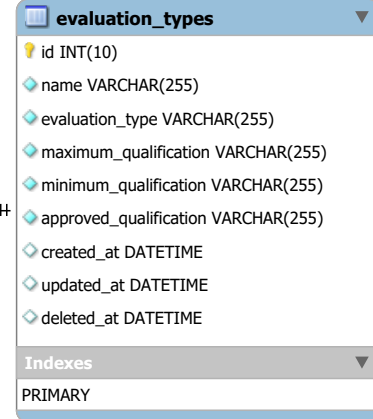 evaluation_types
id INT(10)
name VARCHAR(255)
evaluation_type VARCHAR(255)
maximum_qualification VARCHAR(255)
minimum_qualification VARCHAR(255)
approved_qualification VARCHAR(255)
created_at DATETIME
updated_at DATETIME
deleted_at DATETIME
Indexes
PRIMARY